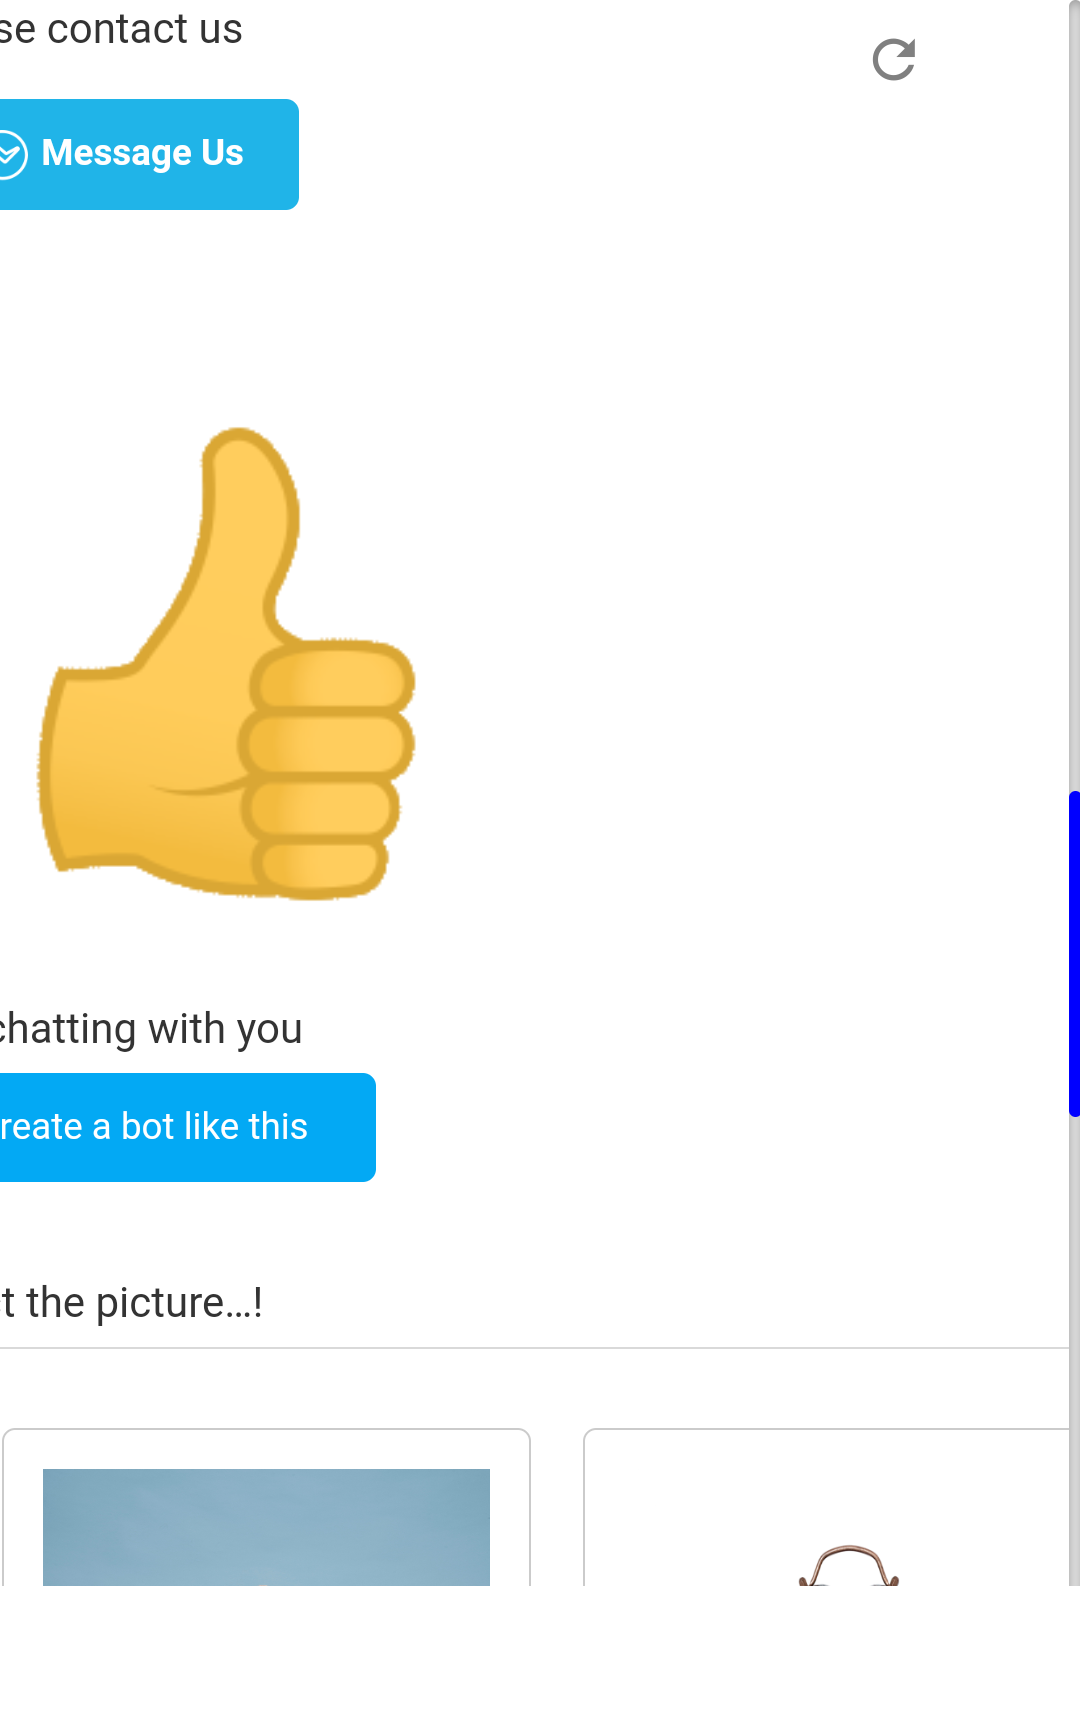 se contact us
Message Us
chatting with you
reate a bot like this
t the picture...!